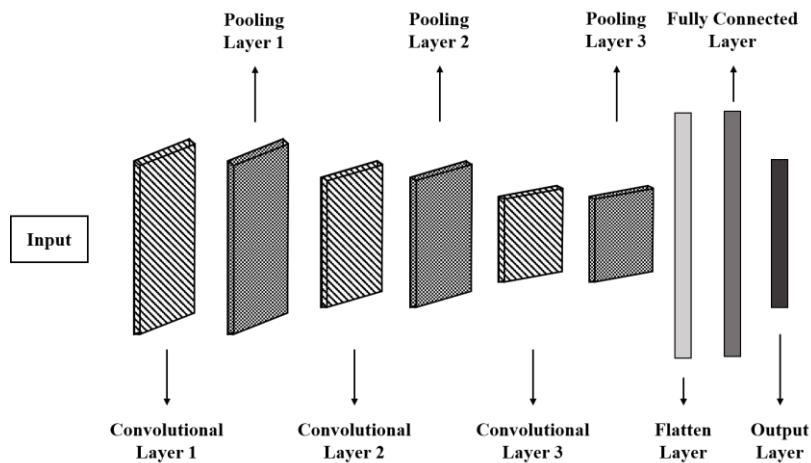 Pooling
Layer 1
Pooling
Layer 2
Pooling
Layer 3
Fully Connected
Layer
Input
Convolutional
Layer 1
Convolutional
Layer 2
Convolutional
Layer 3
Flatten
Layer
Output
Layer